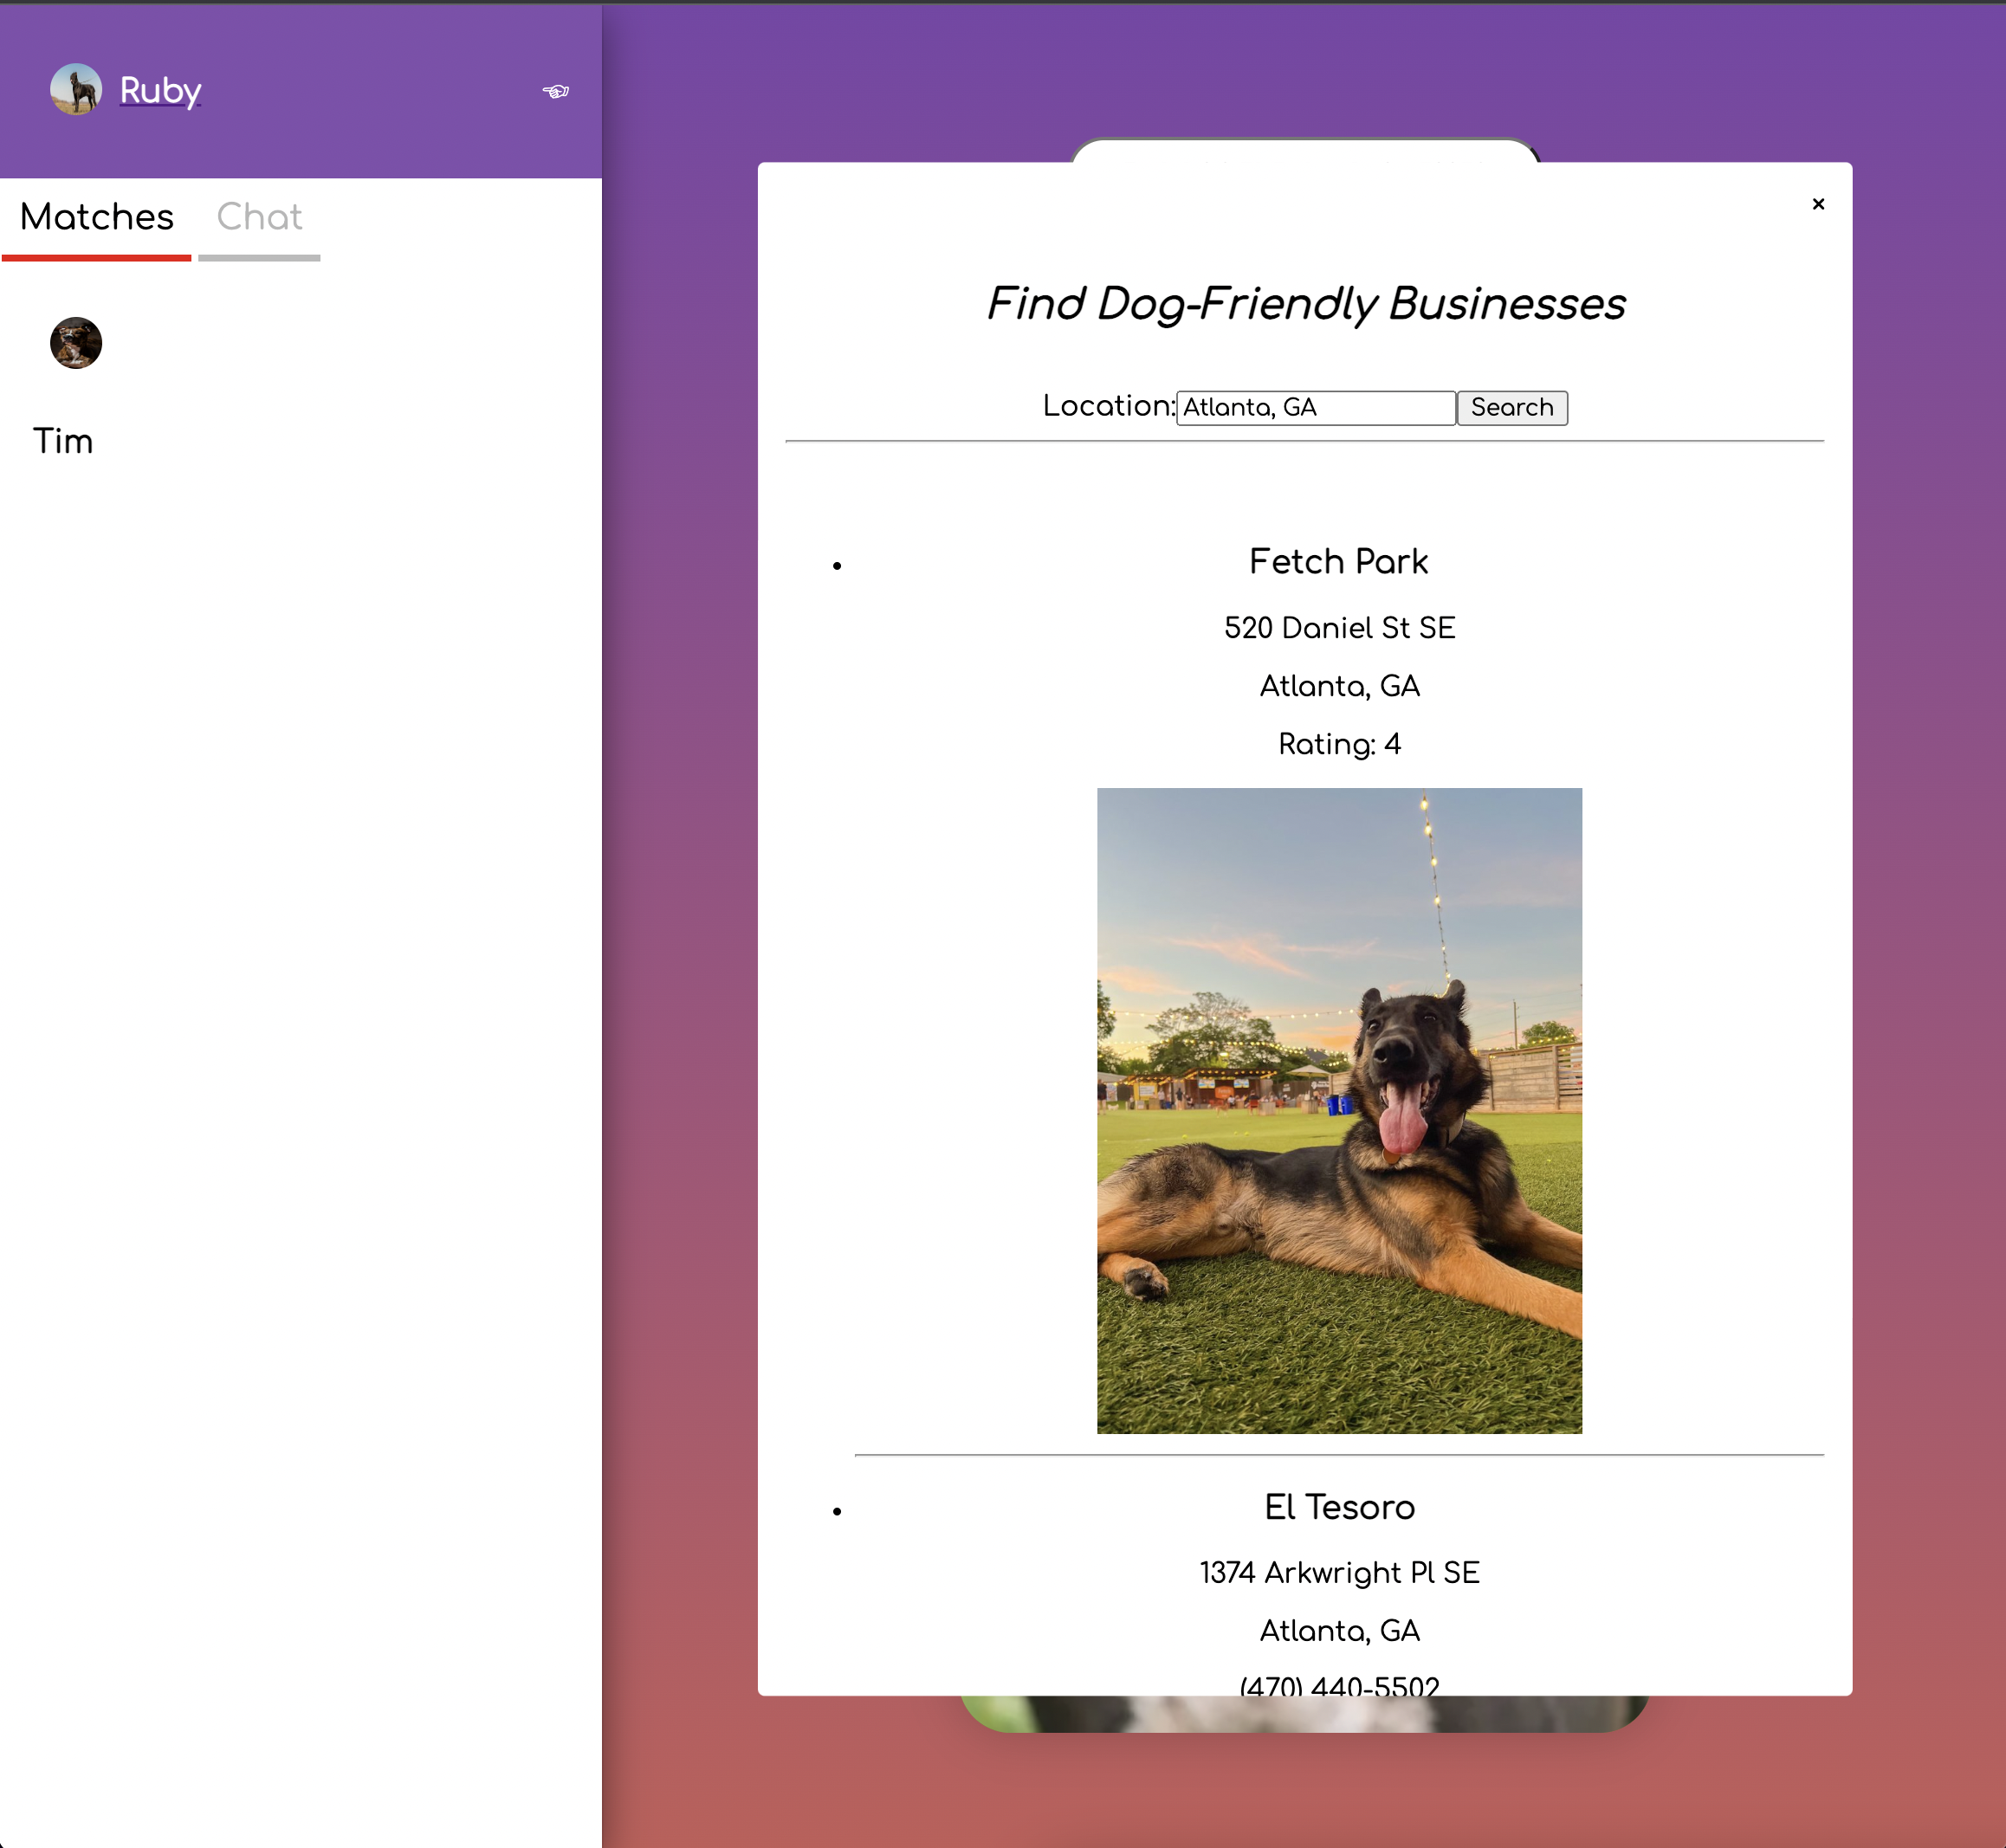 Ruby
Matches Chat
Tim
×
Find Dog-Friendly Businesses
Location: Atlanta, GA Search
Fetch Park
520 Daniel St SE
Atlanta, GA
Rating: 4
El Tesoro
1374 Arkwright Pl SE
Atlanta, GA
(470) 440-5502